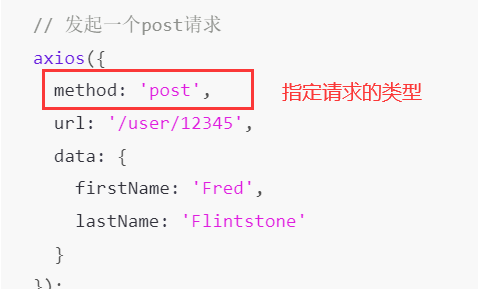 // 发起一个post请求
axios({
method: 'post',
指定请求的类型
url: '/user/12345',
data: {
firstName: 'Fred',
lastName: 'Flintstone'
}
});